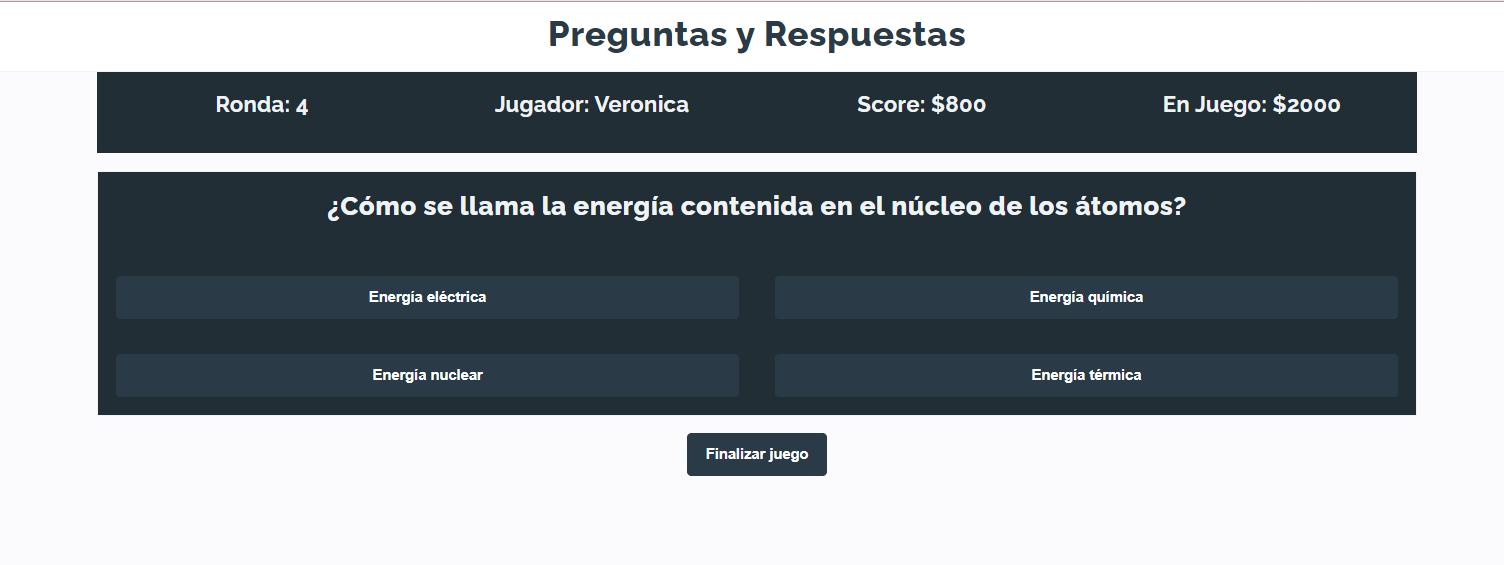 Preguntas y Respuestas
Ronda: 4 Jugador: Veronica Score: $800 En Juego: $2000
¿Cómo se llama la energía contenida en el núcleo de los átomos?
Energía eléctrica Energía química
Energía nuclear Energía térmica
Finalizar juego